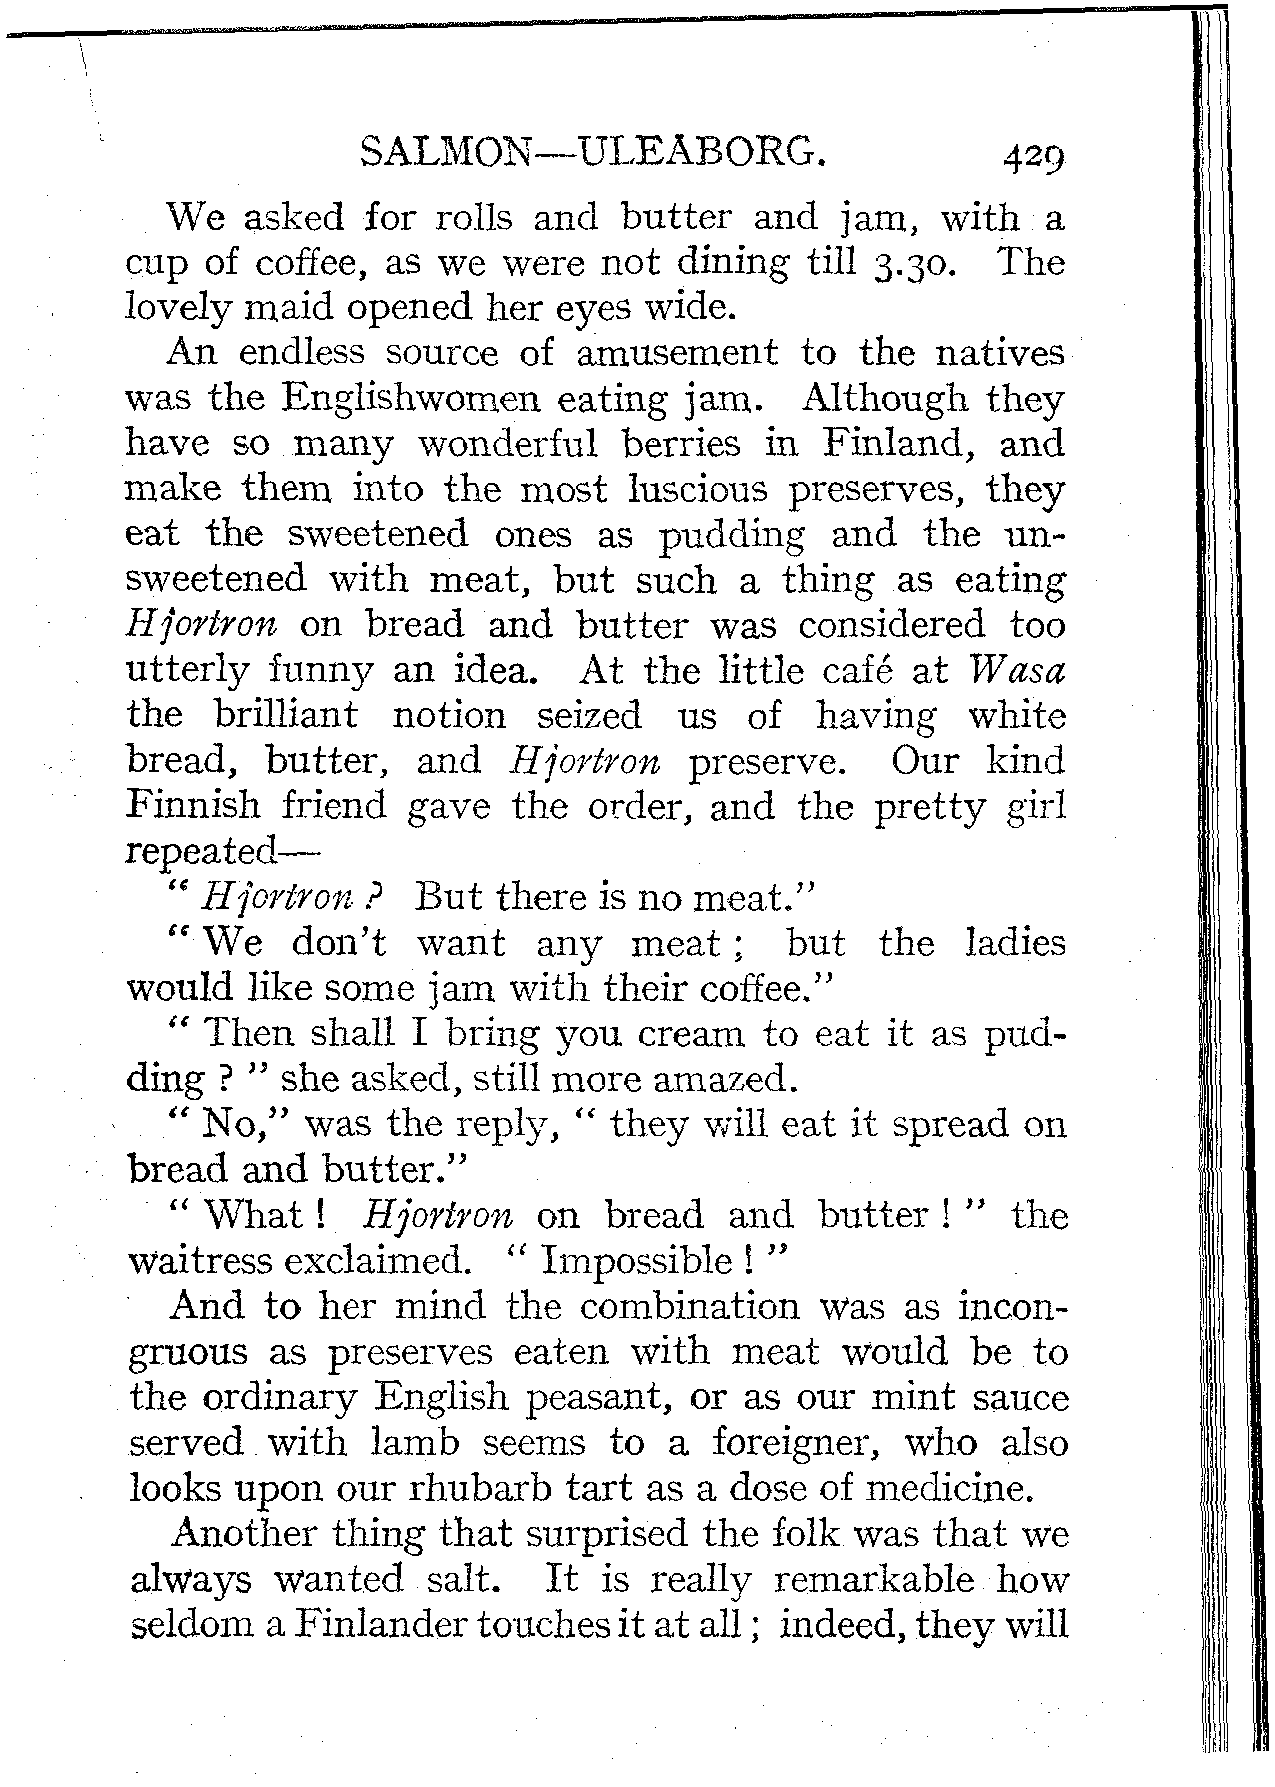 SALMON—ULEABORG. 429
We asked for rolls and butter and jam, with a
cup of coffee, as we were not dining till 3.30. The
lovely maid opened her eyes wide.
An endless source of amusement to the natives
was the Englishwomen eating jam. Although they
have so many wonderful berries in Finland, and
make them into the most luscious preserves, they
eat the sweetened ones as pudding and the un-
sweetened with meat, but such a thing as eating
Hjortron on bread and butter was considered too
utterly funny an idea. At the little café at Wasa
the brilliant notion seized us of having white
bread, butter, and Hjortron preserve. Our kind
Finnish friend gave the order, and the pretty girl
repeated—
“ Hjortron ? But there is no meat.”
“ We don’t want any meat ; but the ladies
would like some jam with their coffee.”
“ Then shall I bring you cream to eat it as pud-
ding ? ” she asked, still more amazed.
“ No,” was the reply, “ they will eat it spread on
bread and butter.”
“ What ! Hjortron on bread and butter ! ” the
waitress exclaimed. “ Impossible ! ”
And to her mind the combination was as incon-
gruous as preserves eaten with meat would be to
the ordinary English peasant, or as our mint sauce
served with lamb seems to a foreigner, who also
looks upon our rhubarb tart as a dose of medicine.
Another thing that surprised the folk was that we
always wanted salt. It is really remarkable how
seldom a Finlander touches it at all ; indeed, they will